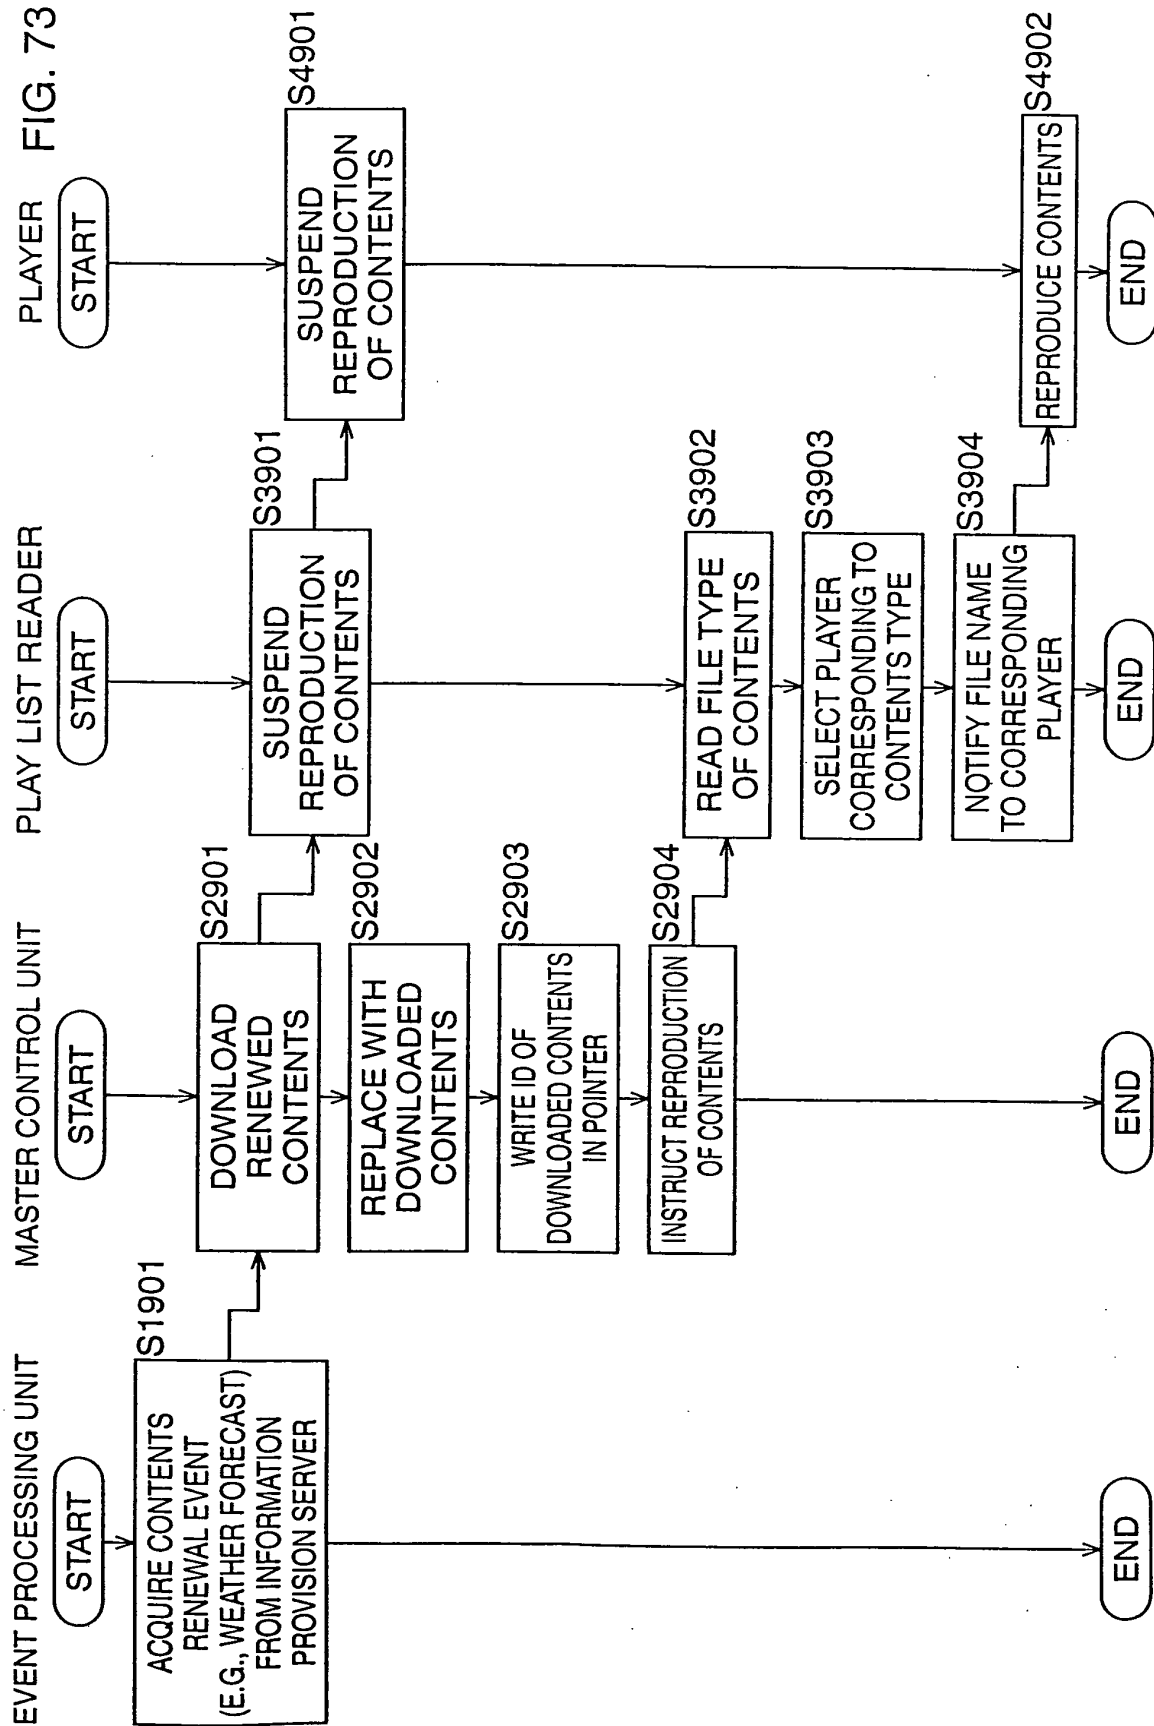 FIG. 73
EVENT PROCESSING UNIT
START
ACQUIRE CONTENTS
RENEWAL EVENT
(E.G., WEATHER FORECAST)
FROM INFORMATION
PROVISION SERVER
S1901
END
MASTER CONTROL UNIT
START
DOWNLOAD
RENEWED
CONTENTS
S2901
REPLACE WITH
DOWNLOADED
CONTENTS
S2902
WRITE ID OF
DOWNLOADED CONTENTS
IN POINTER
S2903
INSTRUCT REPRODUCTION
OF CONTENTS
S2904
END
PLAY LIST READER
START
SUSPEND
REPRODUCTION
OF CONTENTS
S3901
READ FILE TYPE
OF CONTENTS
S3902
SELECT PLAYER
CORRESPONDING TO
CONTENTS TYPE
S3903
NOTIFY FILE NAME
TO CORRESPONDING
PLAYER
S3904
END
PLAYER
START
SUSPEND
REPRODUCTION
OF CONTENTS
S4901
REPRODUCE CONTENTS
S4902
END